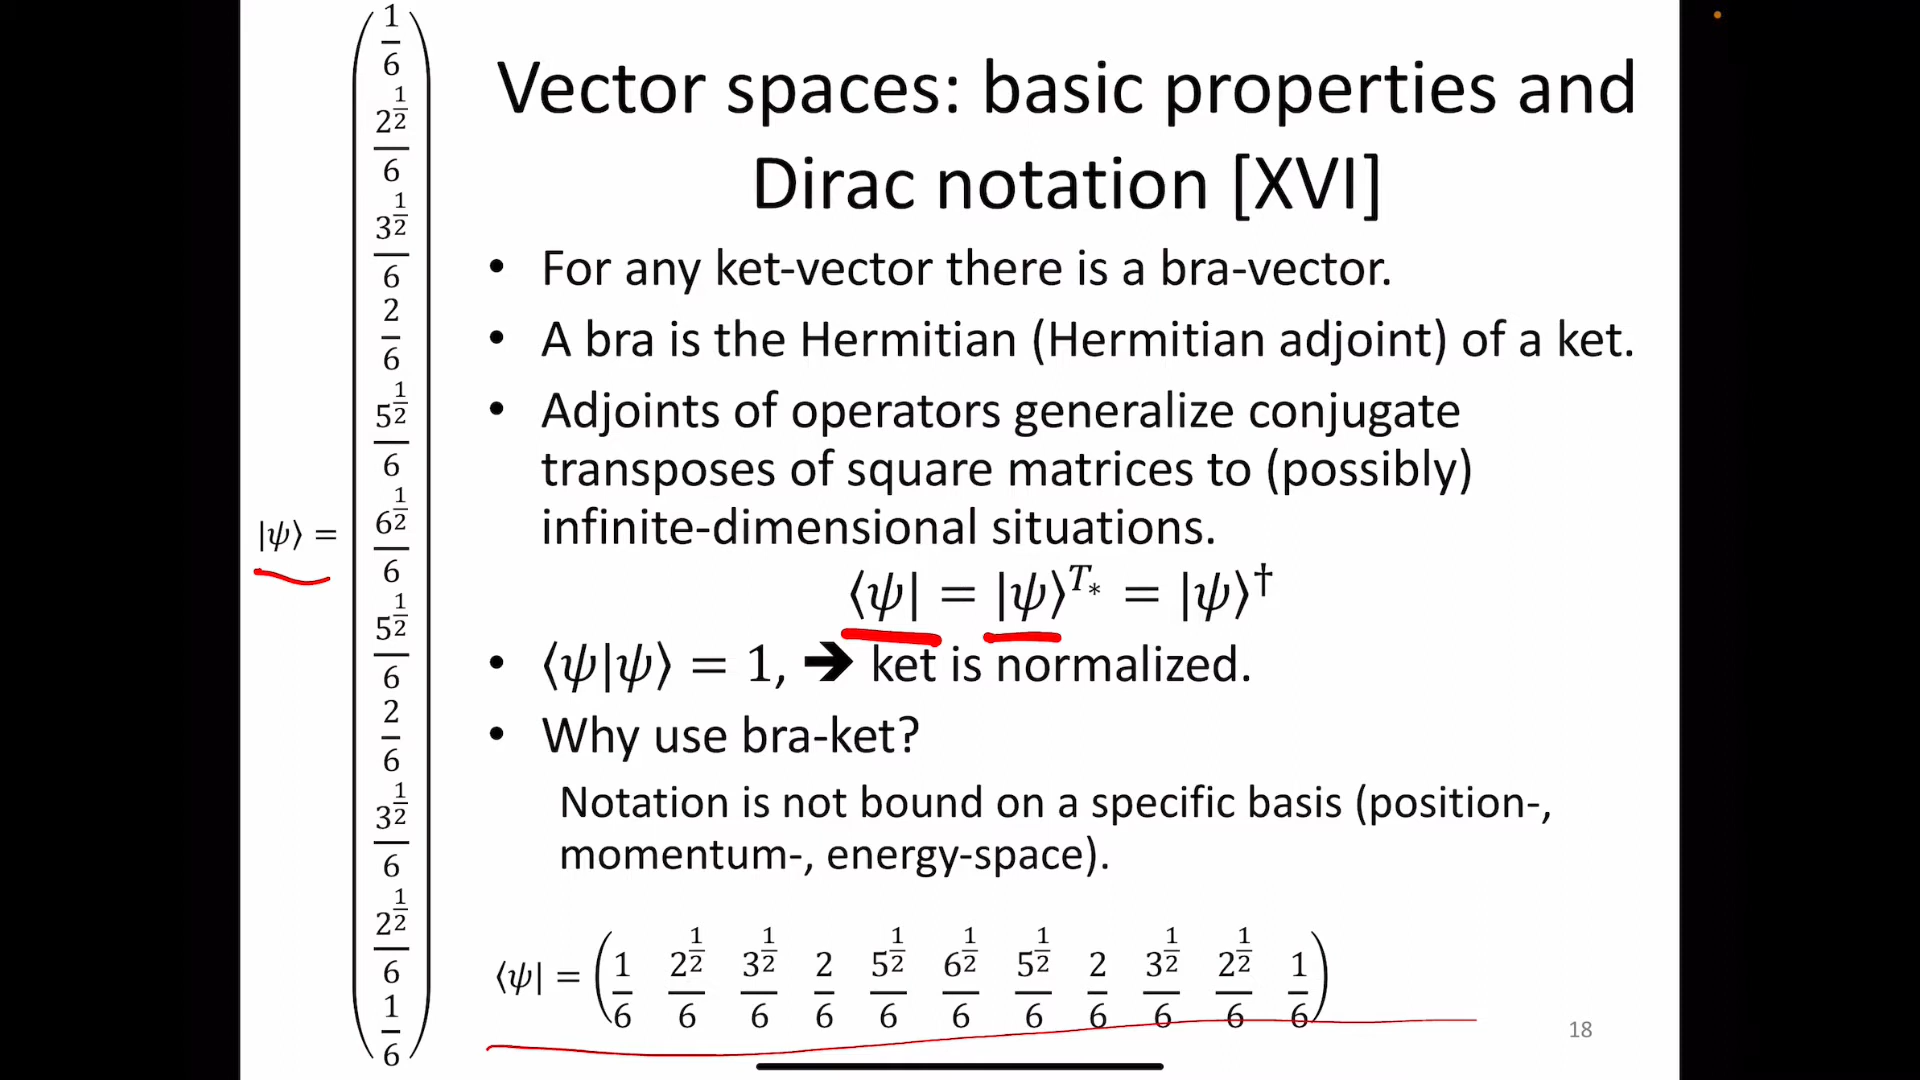 Vector spaces: basic properties and
Dirac notation [XVI]
• For any ket-vector there is a bra-vector.
• A bra is the Hermitian (Hermitian adjoint) of a ket.
• Adjoints of operators generalize conjugate
transposes of square matrices to (possibly)
infinite-dimensional situations.
⟨ψ| = |ψ⟩^{T*} = |ψ⟩^†
• ⟨ψ|ψ⟩ = 1, ➔ ket is normalized.
• Why use bra-ket?
Notation is not bound on a specific basis (position-,
momentum-, energy-space).
|ψ⟩ =
1/6
2^{1/2}/6
3^{1/2}/6
2/6
5^{1/2}/6
6^{1/2}/6
5^{1/2}/6
2/6
3^{1/2}/6
2^{1/2}/6
1/6
⟨ψ| = (1/6 2^{1/2}/6 3^{1/2}/6 2/6 5^{1/2}/6 6^{1/2}/6 5^{1/2}/6 2/6 3^{1/2}/6 2^{1/2}/6 1/6)
18